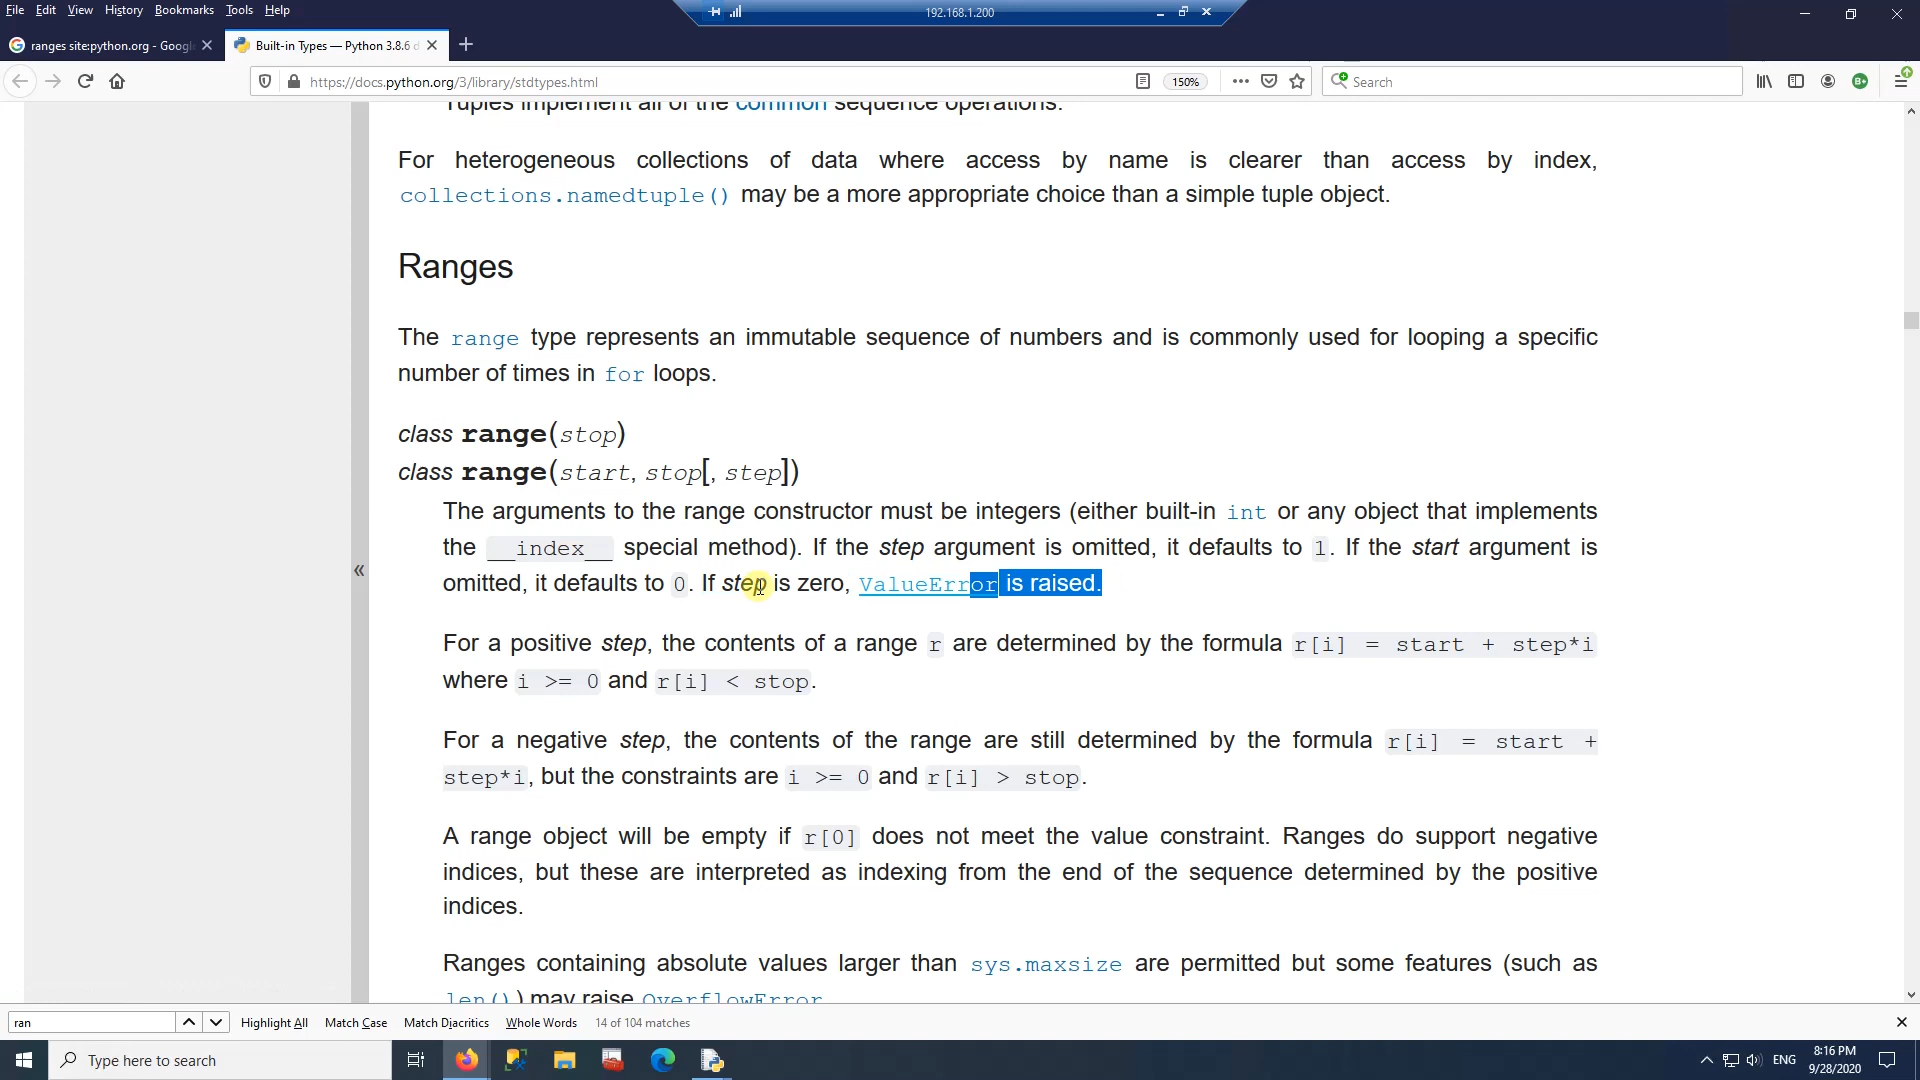 File Edit View History Bookmarks Tools Help
192.168.1.200
ranges site:python.org - Googl
Built-in Types — Python 3.8.6 d
https://docs.python.org/3/library/stdtypes.html
150%
Search
Tuples implement all of the common sequence operations.
For heterogeneous collections of data where access by name is clearer than access by index,
collections.namedtuple() may be a more appropriate choice than a simple tuple object.
Ranges
The range type represents an immutable sequence of numbers and is commonly used for looping a specific
number of times in for loops.
class range(stop)
class range(start, stop[, step])
The arguments to the range constructor must be integers (either built-in int or any object that implements
the __index__ special method). If the step argument is omitted, it defaults to 1. If the start argument is
omitted, it defaults to 0. If step is zero, ValueError is raised.
«
For a positive step, the contents of a range r are determined by the formula r[i] = start + step*i
where i >= 0 and r[i] < stop.
For a negative step, the contents of the range are still determined by the formula r[i] = start +
step*i, but the constraints are i >= 0 and r[i] > stop.
A range object will be empty if r[0] does not meet the value constraint. Ranges do support negative
indices, but these are interpreted as indexing from the end of the sequence determined by the positive
indices.
Ranges containing absolute values larger than sys.maxsize are permitted but some features (such as
len()) may raise OverflowError
ran
Highlight All Match Case Match Diacritics Whole Words 14 of 104 matches
Type here to search
ENG
8:16 PM
9/28/2020